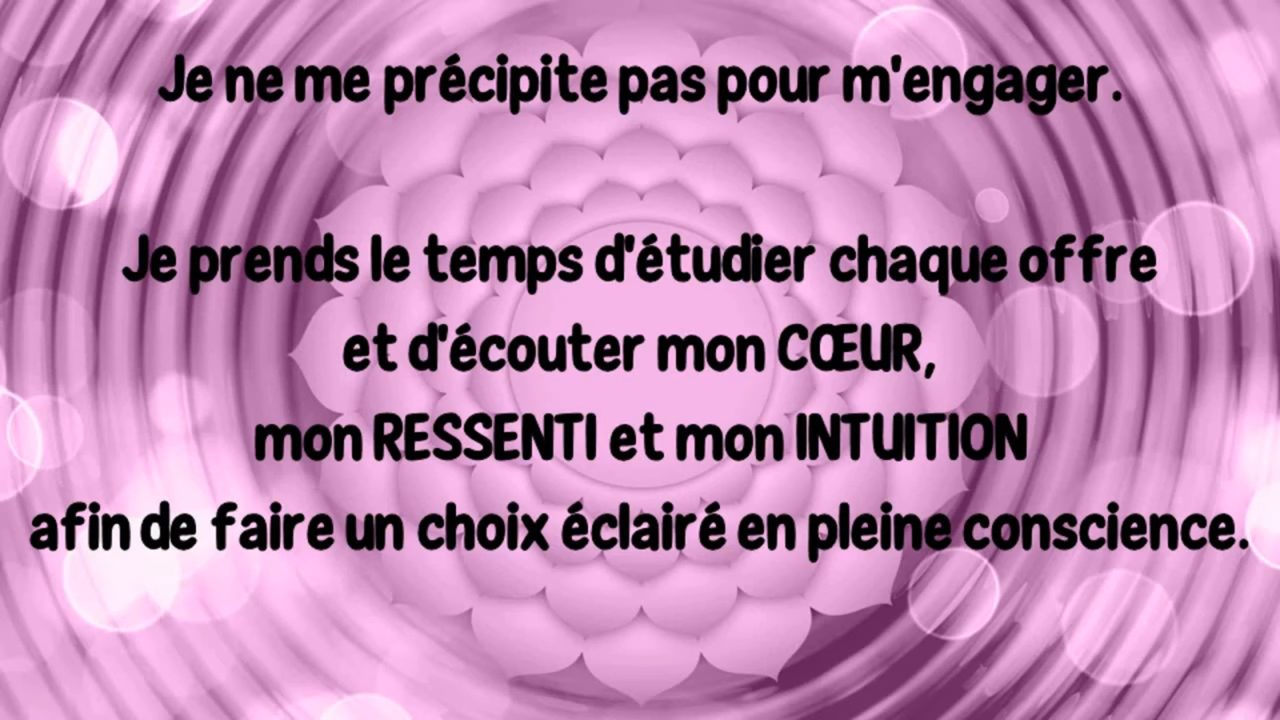 Je ne me précipite pas pour m'engager.
Je prends le temps d'étudier chaque offre
et d'écouter mon CŒUR,
mon RESSENTI et mon INTUITION
afin de faire un choix éclairé en pleine conscience.